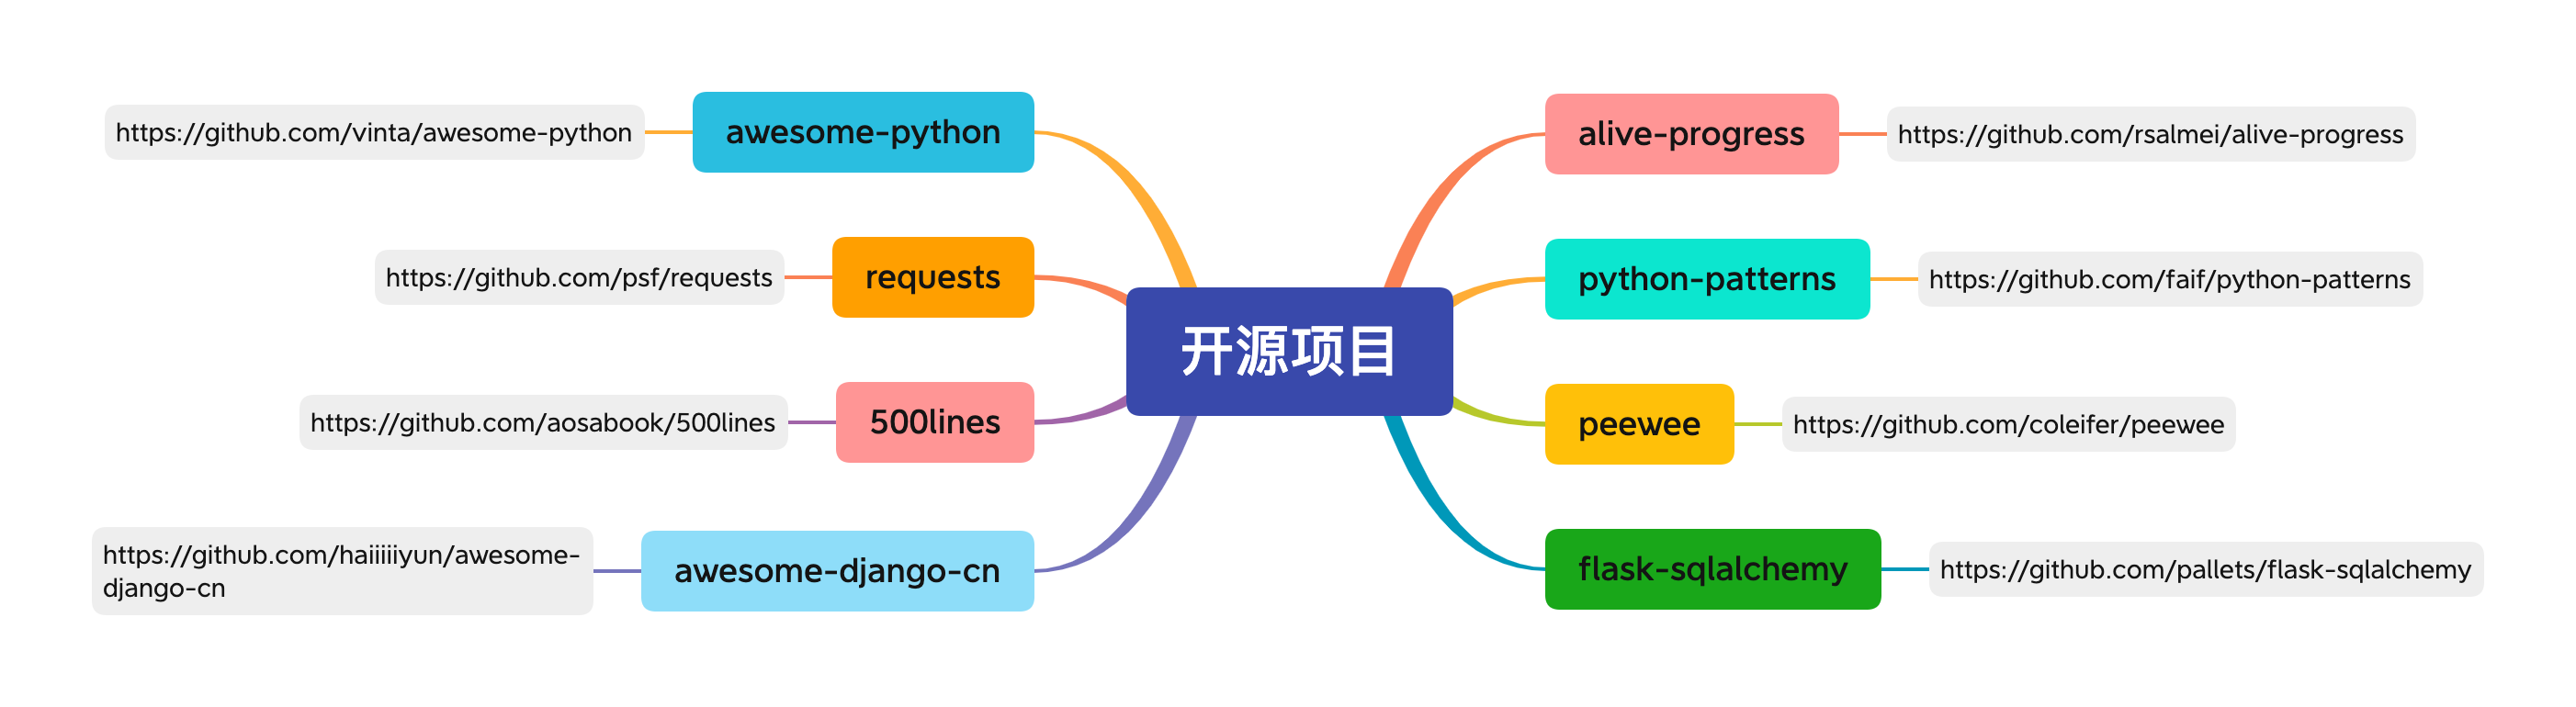 开源项目
awesome-python
https://github.com/vinta/awesome-python
requests
https://github.com/psf/requests
500lines
https://github.com/aosabook/500lines
awesome-django-cn
https://github.com/haiiiiiyun/awesome-
django-cn
alive-progress
https://github.com/rsalmei/alive-progress
python-patterns
https://github.com/faif/python-patterns
peewee
https://github.com/coleifer/peewee
flask-sqlalchemy
https://github.com/pallets/flask-sqlalchemy